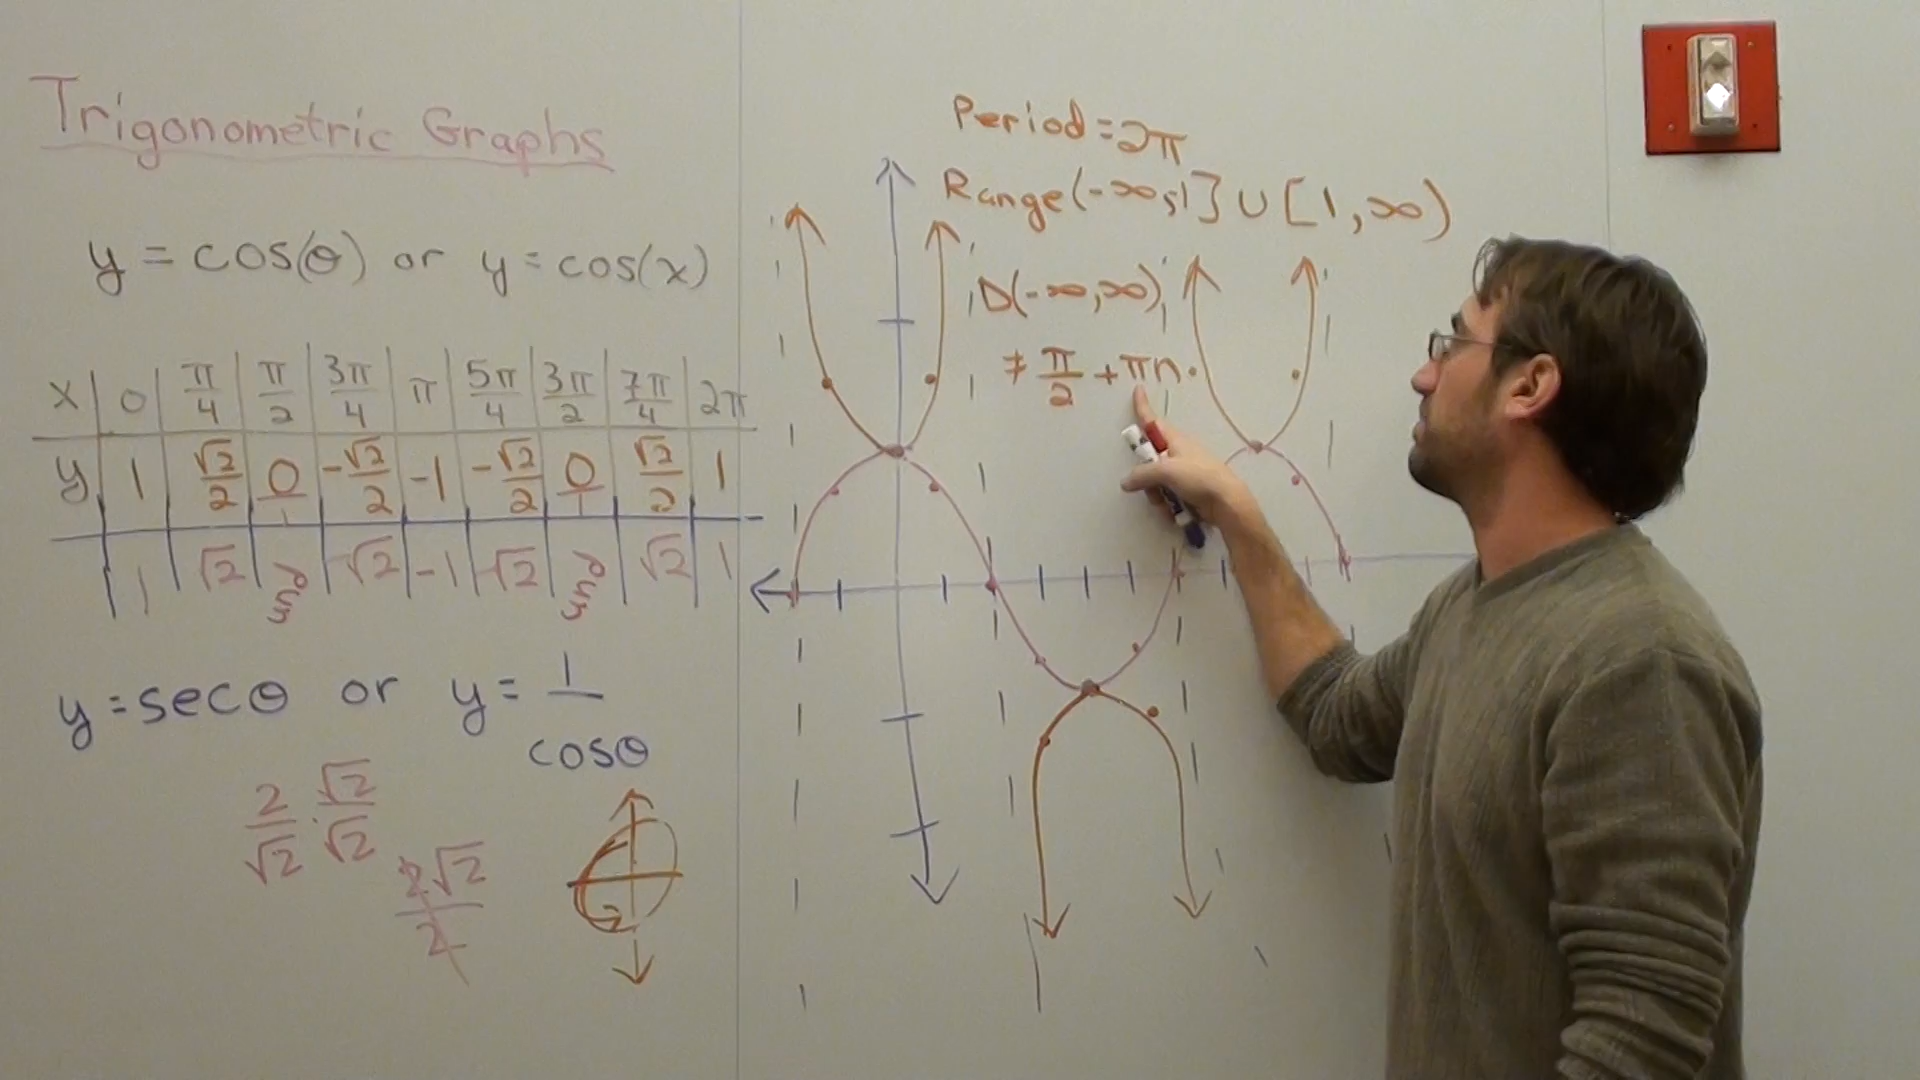 Trigonometric Graphs
y = cos(θ) or y = cos(x)
x | 0 | π/4 | π/2 | 3π/4 | π | 5π/4 | 3π/2 | 7π/4 | 2π
y | 1 | √2/2 | 0/1 | -√2/2 | -1 | -√2/2 | 0/1 | √2/2 | 1
1 | √2 | und | -√2 | -1 | -√2 | und | √2 | 1
y = secθ or y = 1/cosθ
2/√2 · √2/√2
2√2/2
Period = 2π
Range (-∞,-1] ∪ [1, ∞)
D(-∞,∞)
≠ π/2 + πn